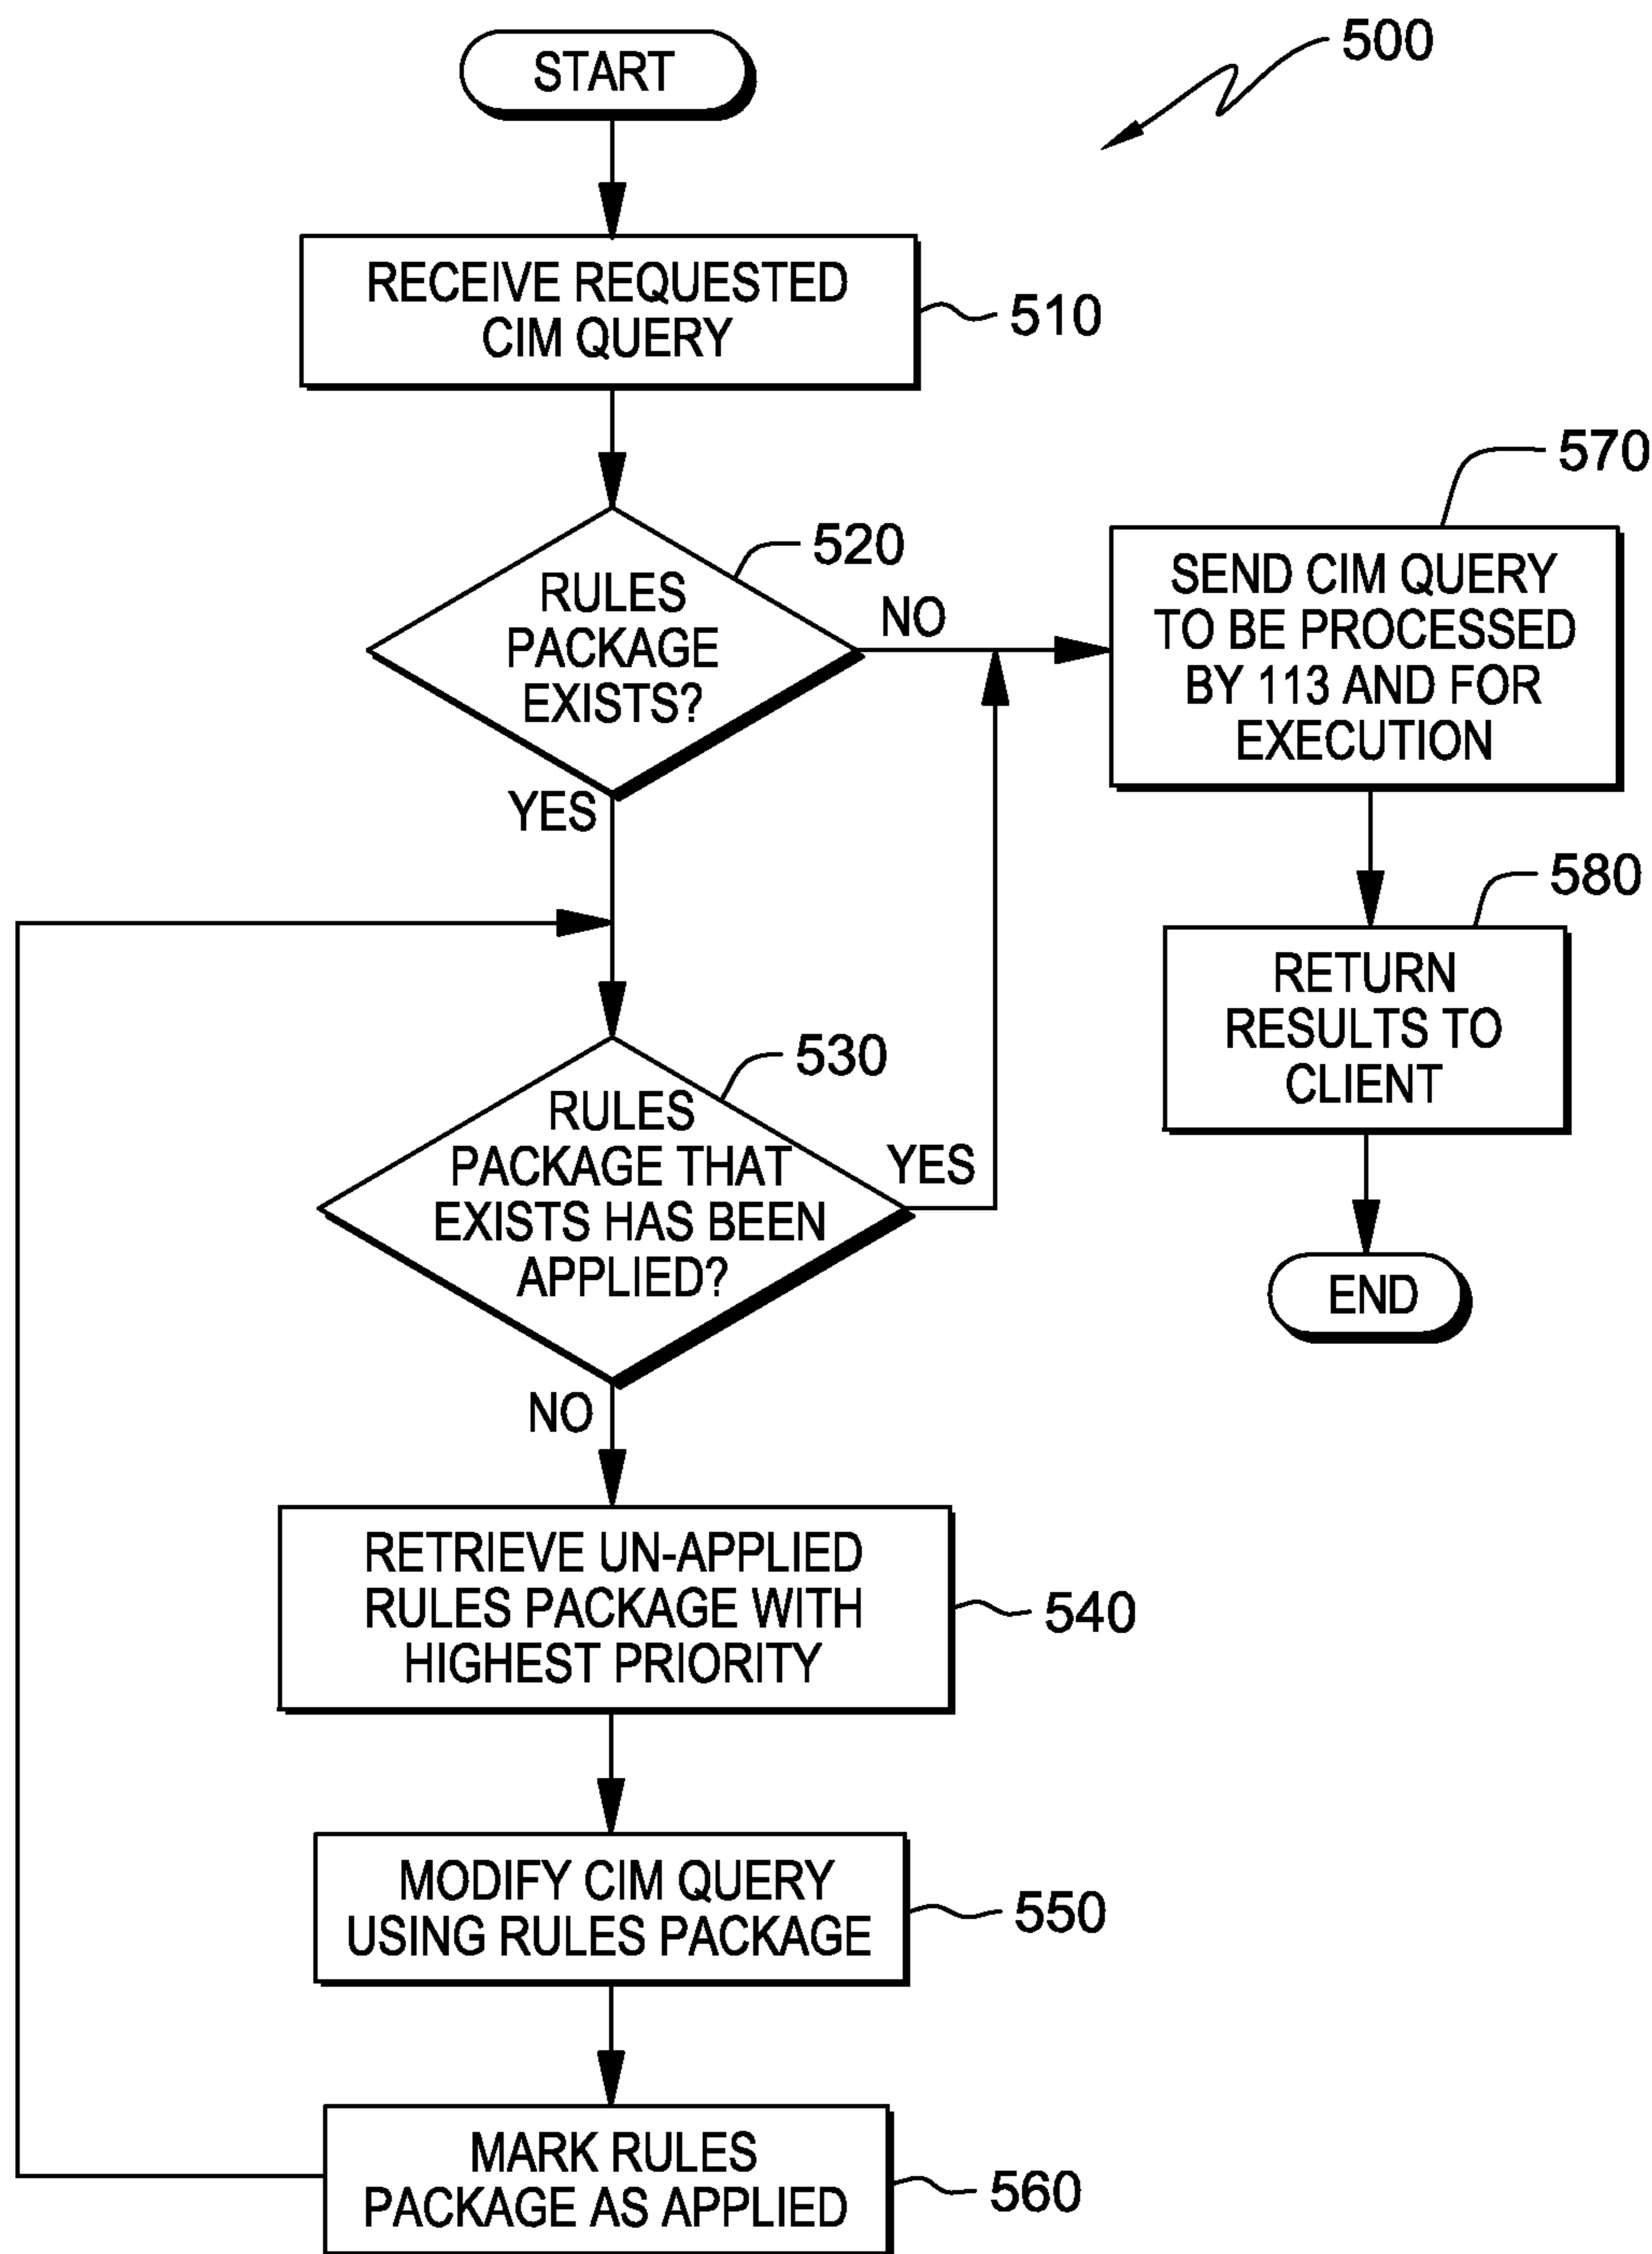 START
500
RECEIVE REQUESTED
CIM QUERY
510
RULES
PACKAGE
EXISTS?
520
NO
YES
570
SEND CIM QUERY
TO BE PROCESSED
BY 113 AND FOR
EXECUTION
580
RETURN
RESULTS TO
CLIENT
END
530
RULES
PACKAGE THAT
EXISTS HAS BEEN
APPLIED?
YES
NO
RETRIEVE UN-APPLIED
RULES PACKAGE WITH
HIGHEST PRIORITY
540
MODIFY CIM QUERY
USING RULES PACKAGE
550
MARK RULES
PACKAGE AS APPLIED
560